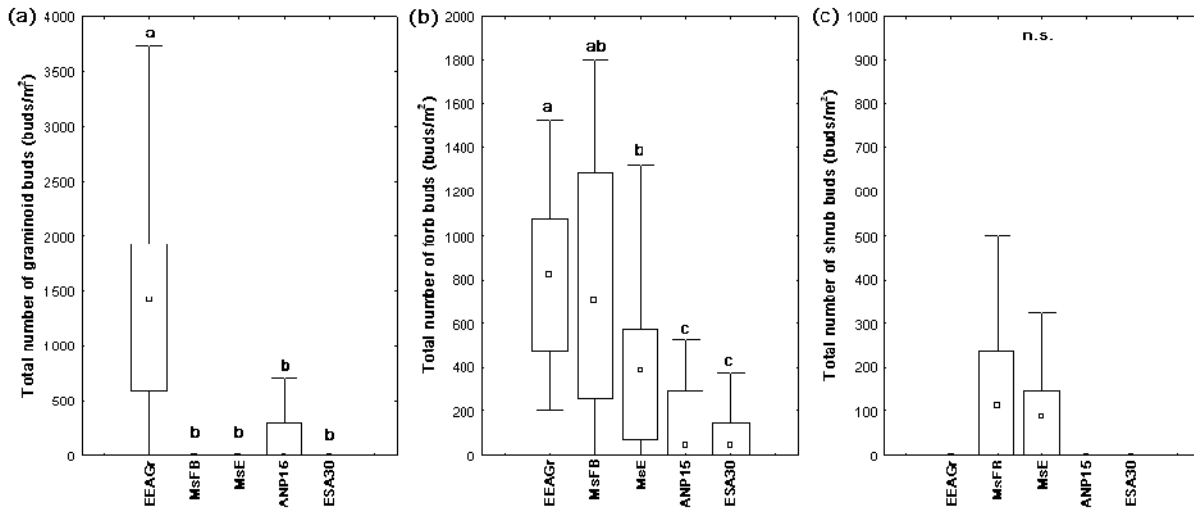 (a)
Total number of graminoid buds (buds/m²)
4000
3500
3000
2500
2000
1500
1000
500
0
a
b
b
b
b
EEAGr
MsFB
MsE
ANP15
ESA30
(b)
Total number of forb buds (buds/m²)
2000
1800
1600
1400
1200
1000
800
600
400
200
0
a
ab
b
c
c
EEAGr
MsFB
MsE
ANP15
ESA30
(c)
Total number of shrub buds (buds/m²)
1000
900
800
700
600
500
400
300
200
100
0
n.s.
EEAGr
MsFB
MsE
ANP15
ESA30